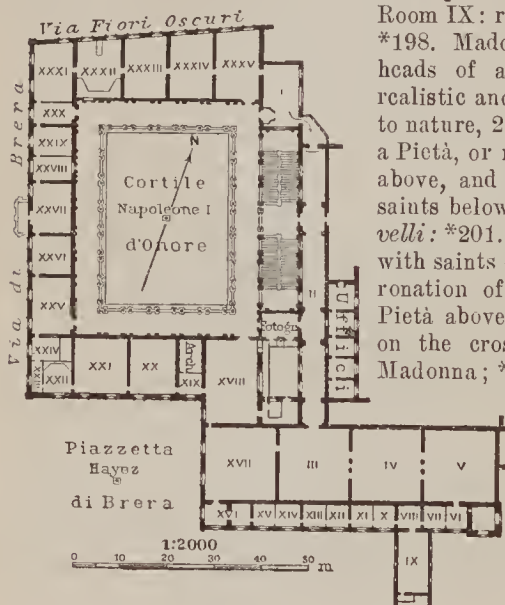 Via Fiori Oscuri
Via di Brera
XXXI
XXXII
XXXIII
XXXIV
XXXV
I
XXX
XXIX
XXVIII
XXVII
XXVI
XXV
XXIV
XXIII
XXII
XXI
XX
Arch.
XIX
XVIII
N
Cortile
Napoleone I
d'Onore
II
Fotogr.
Uffici
XVII
III
IV
V
XVI
XV
XIV
XIII
XII
XI
X
VIII
VII
VI
IX
Piazzetta
Hayez
di Brera
1:2000
0 10 20 30 40 50 m
Room IX: r
*198. Mado
heads of a
realistic and
to nature, 2
a Pietà, or r
above, and
saints below
velli: *201.
with saints
ronation of
Pietà above
on the cros
Madonna; *